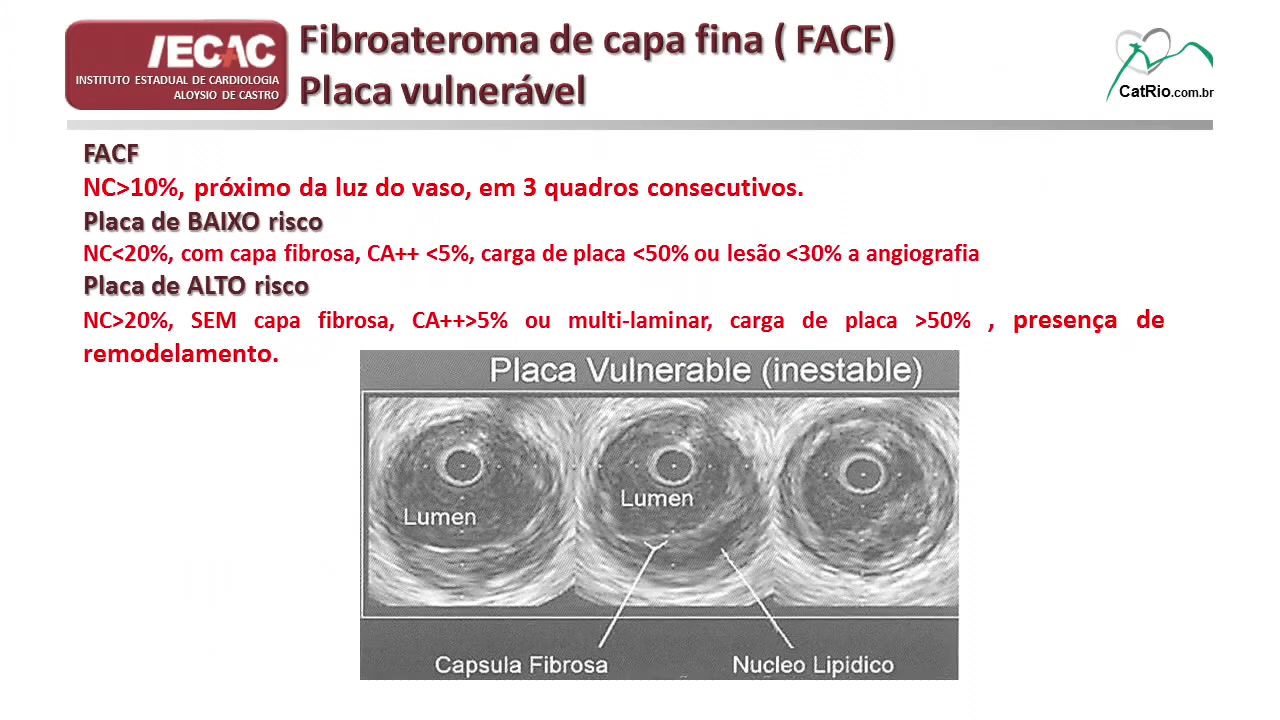 IECAC
INSTITUTO ESTADUAL DE CARDIOLOGIA
ALOYSIO DE CASTRO
Fibroateroma de capa fina ( FACF)
Placa vulnerável
CatRio.com.br
FACF
NC>10%, próximo da luz do vaso, em 3 quadros consecutivos.
Placa de BAIXO risco
NC<20%, com capa fibrosa, CA++ <5%, carga de placa <50% ou lesão <30% a angiografia
Placa de ALTO risco
NC>20%, SEM capa fibrosa, CA++>5% ou multi-laminar, carga de placa >50% , presença de
remodelamento.
Placa Vulnerable (inestable)
Lumen
Lumen
Capsula Fibrosa
Nucleo Lipidico